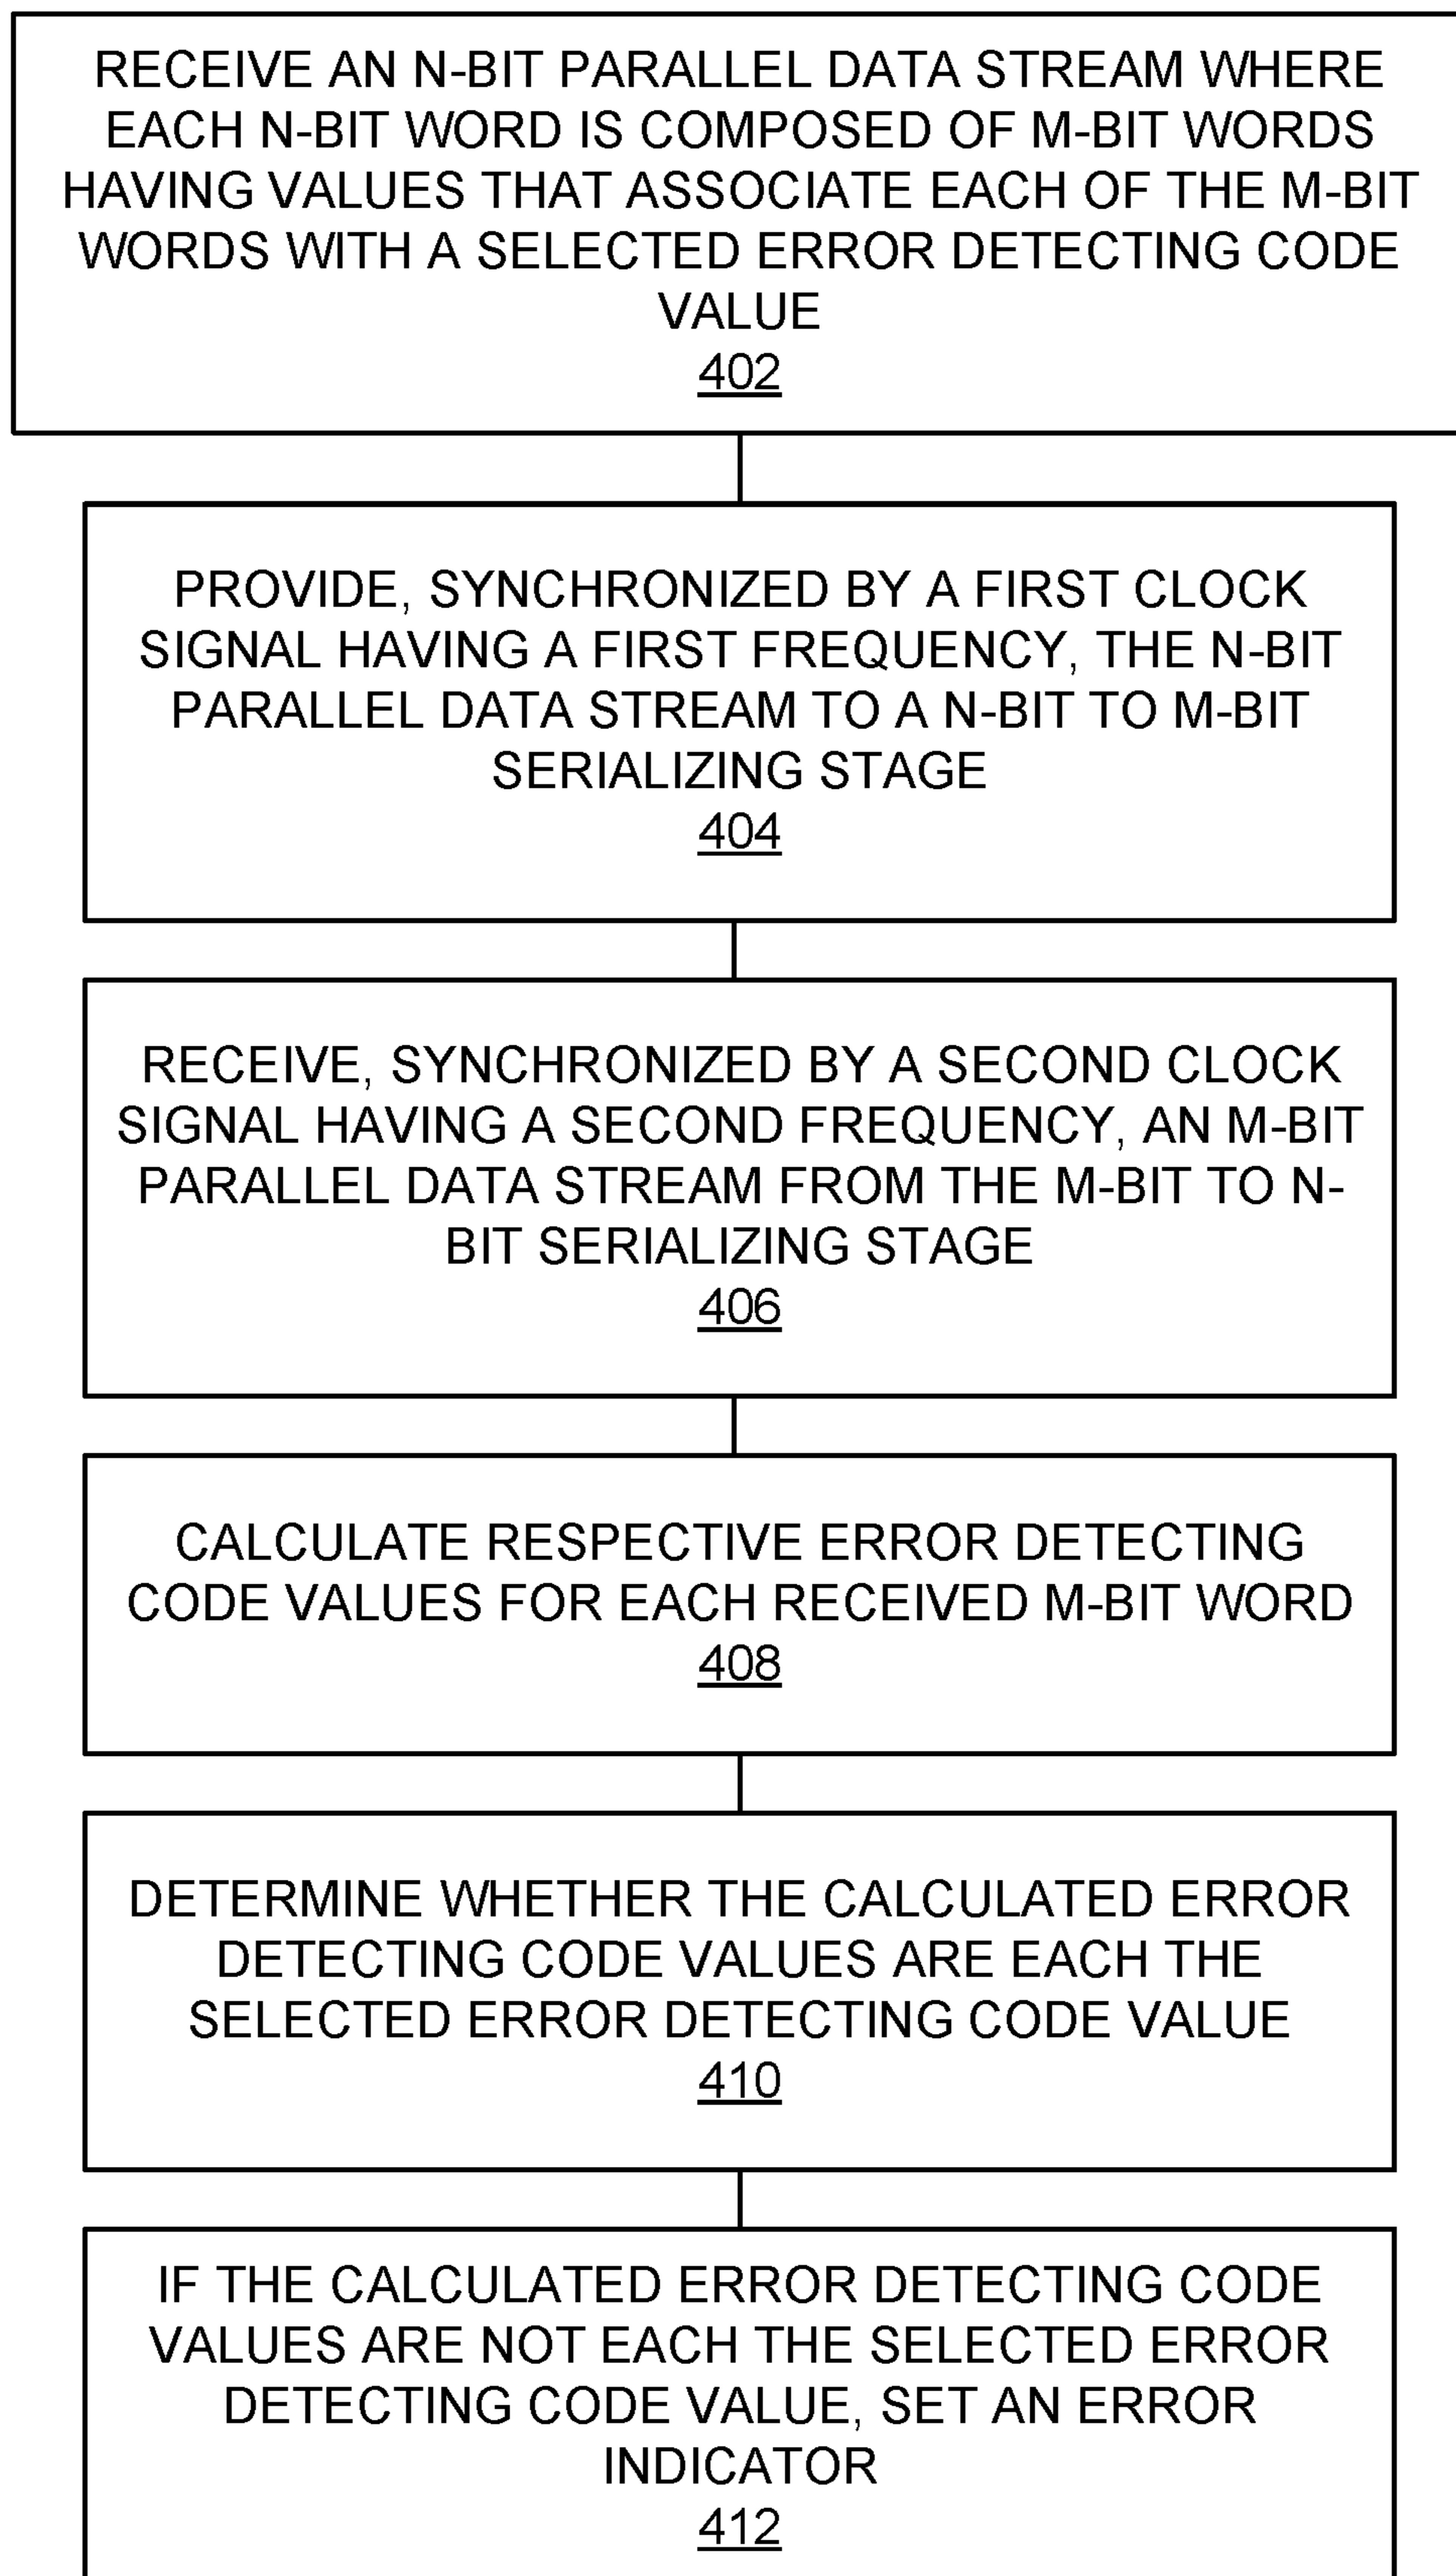 RECEIVE AN N-BIT PARALLEL DATA STREAM WHERE
EACH N-BIT WORD IS COMPOSED OF M-BIT WORDS
HAVING VALUES THAT ASSOCIATE EACH OF THE M-BIT
WORDS WITH A SELECTED ERROR DETECTING CODE
VALUE
402
PROVIDE, SYNCHRONIZED BY A FIRST CLOCK
SIGNAL HAVING A FIRST FREQUENCY, THE N-BIT
PARALLEL DATA STREAM TO A N-BIT TO M-BIT
SERIALIZING STAGE
404
RECEIVE, SYNCHRONIZED BY A SECOND CLOCK
SIGNAL HAVING A SECOND FREQUENCY, AN M-BIT
PARALLEL DATA STREAM FROM THE M-BIT TO N-
BIT SERIALIZING STAGE
406
CALCULATE RESPECTIVE ERROR DETECTING
CODE VALUES FOR EACH RECEIVED M-BIT WORD
408
DETERMINE WHETHER THE CALCULATED ERROR
DETECTING CODE VALUES ARE EACH THE
SELECTED ERROR DETECTING CODE VALUE
410
IF THE CALCULATED ERROR DETECTING CODE
VALUES ARE NOT EACH THE SELECTED ERROR
DETECTING CODE VALUE, SET AN ERROR
INDICATOR
412